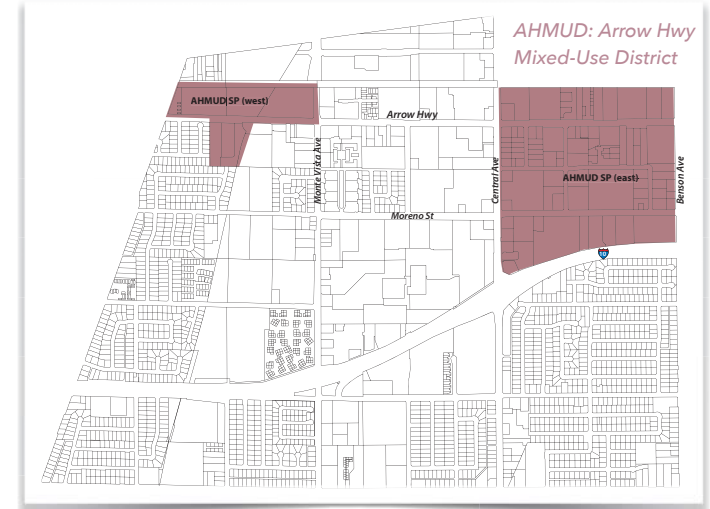 AHMUD: Arrow Hwy
Mixed-Use District
AHMUD SP (west)
Arrow Hwy
Monte Vista Ave
Central Ave
AHMUD SP (east)
Benson Ave
Moreno St
10